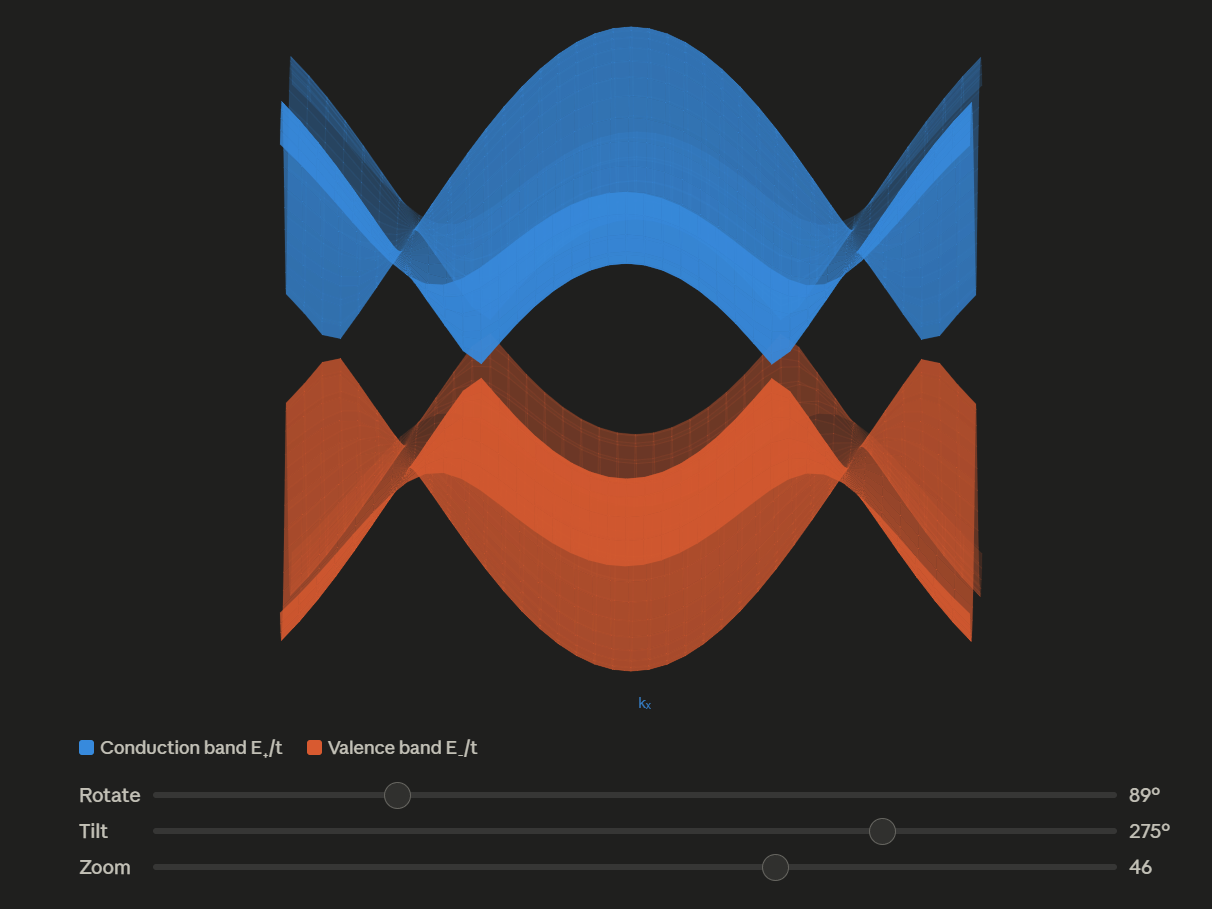 kₓ
Conduction band E₊/t
Valence band E₋/t
Rotate 89°
Tilt 275°
Zoom 46